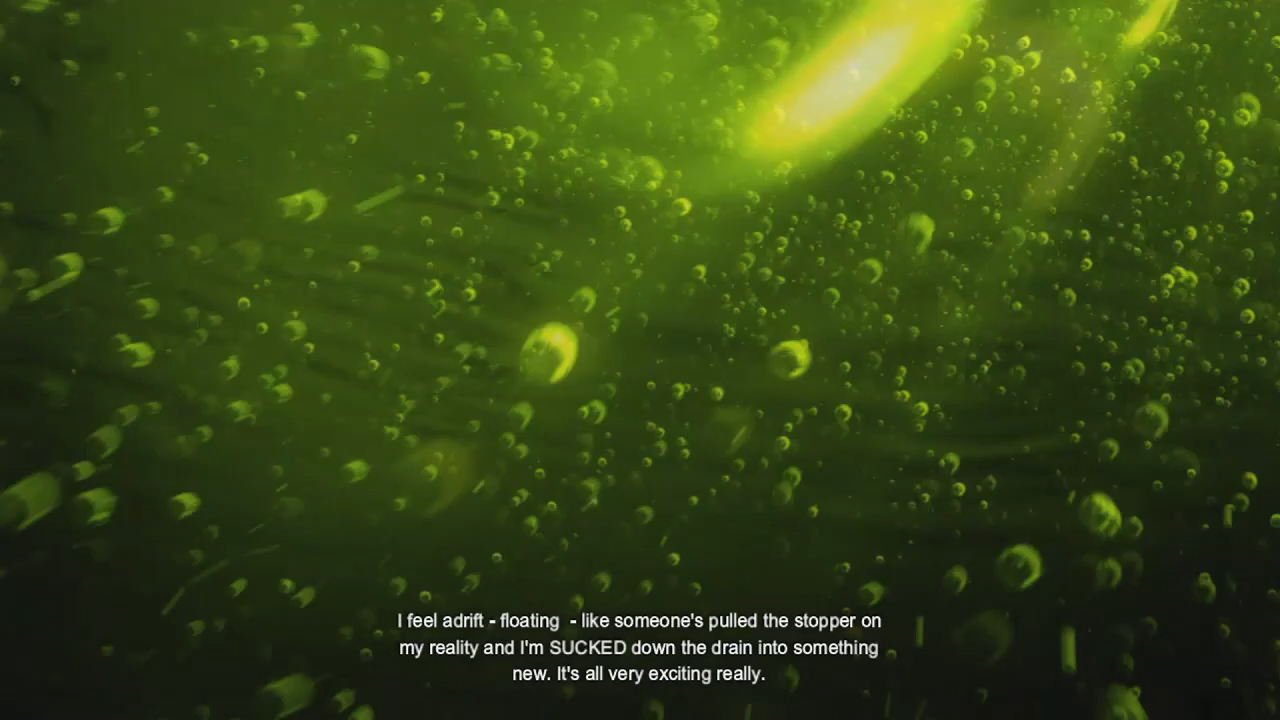 I feel adrift - floating  - like someone's pulled the stopper on
my reality and I'm SUCKED down the drain into something
new. It's all very exciting really.